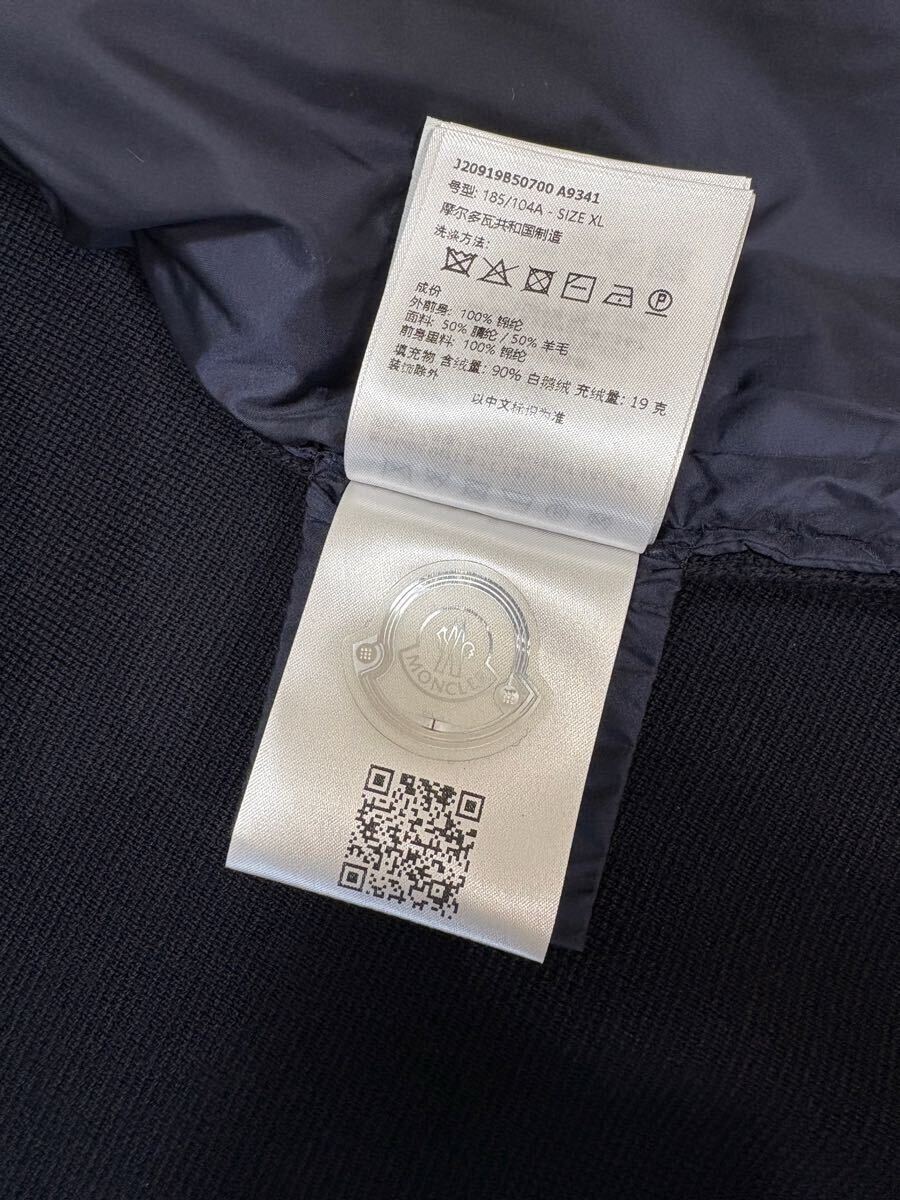 J20919B50700 A9341
号型: 185/104A - SIZE XL
摩尔多瓦共和国制造
洗涤方法:
P
成份
外前身: 100% 锦纶
面料: 50% 腈纶 / 50% 羊毛
前身里料: 100% 锦纶
填充物 含绒量: 90% 白鹅绒 充绒量: 19 克
装饰除外
以中文标识为准
MONCLER